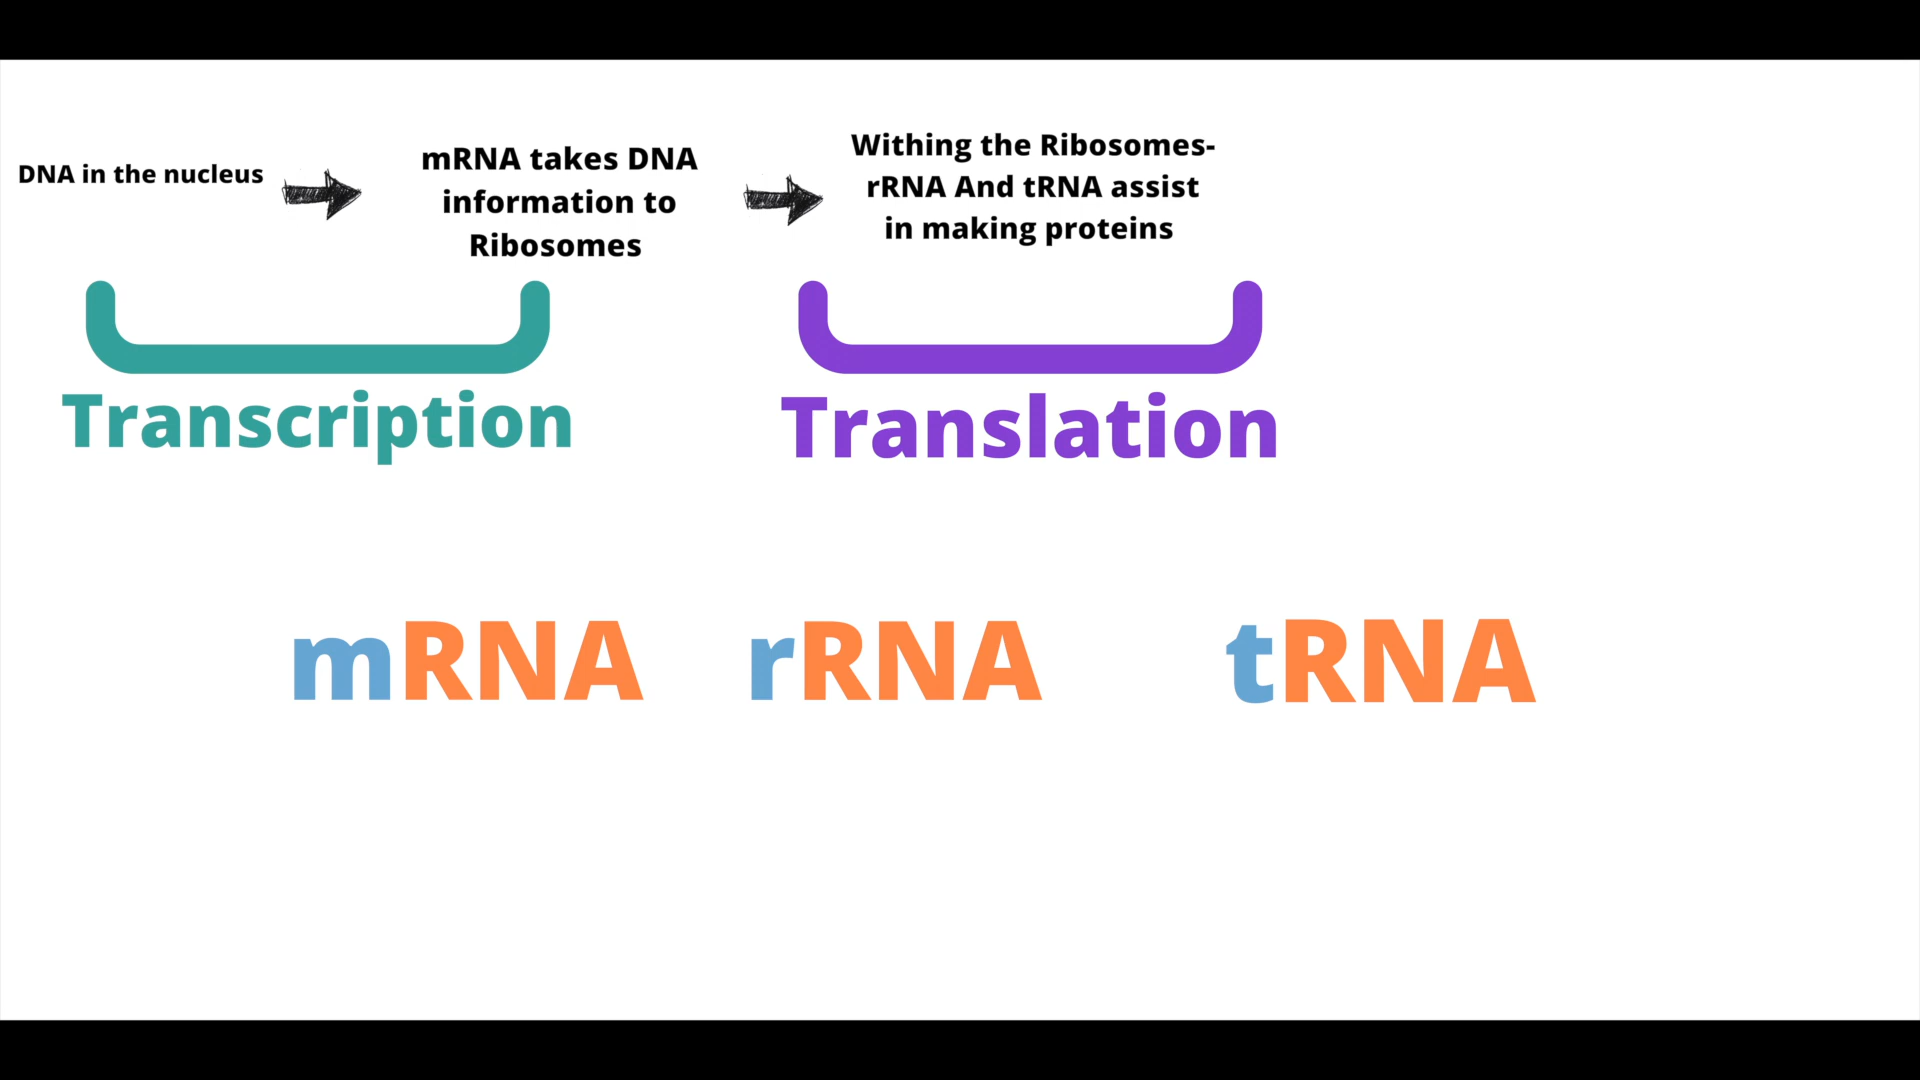 DNA in the nucleus
mRNA takes DNA
information to
Ribosomes
Withing the Ribosomes-
rRNA And tRNA assist
in making proteins
Transcription
Translation
mRNA
rRNA
tRNA